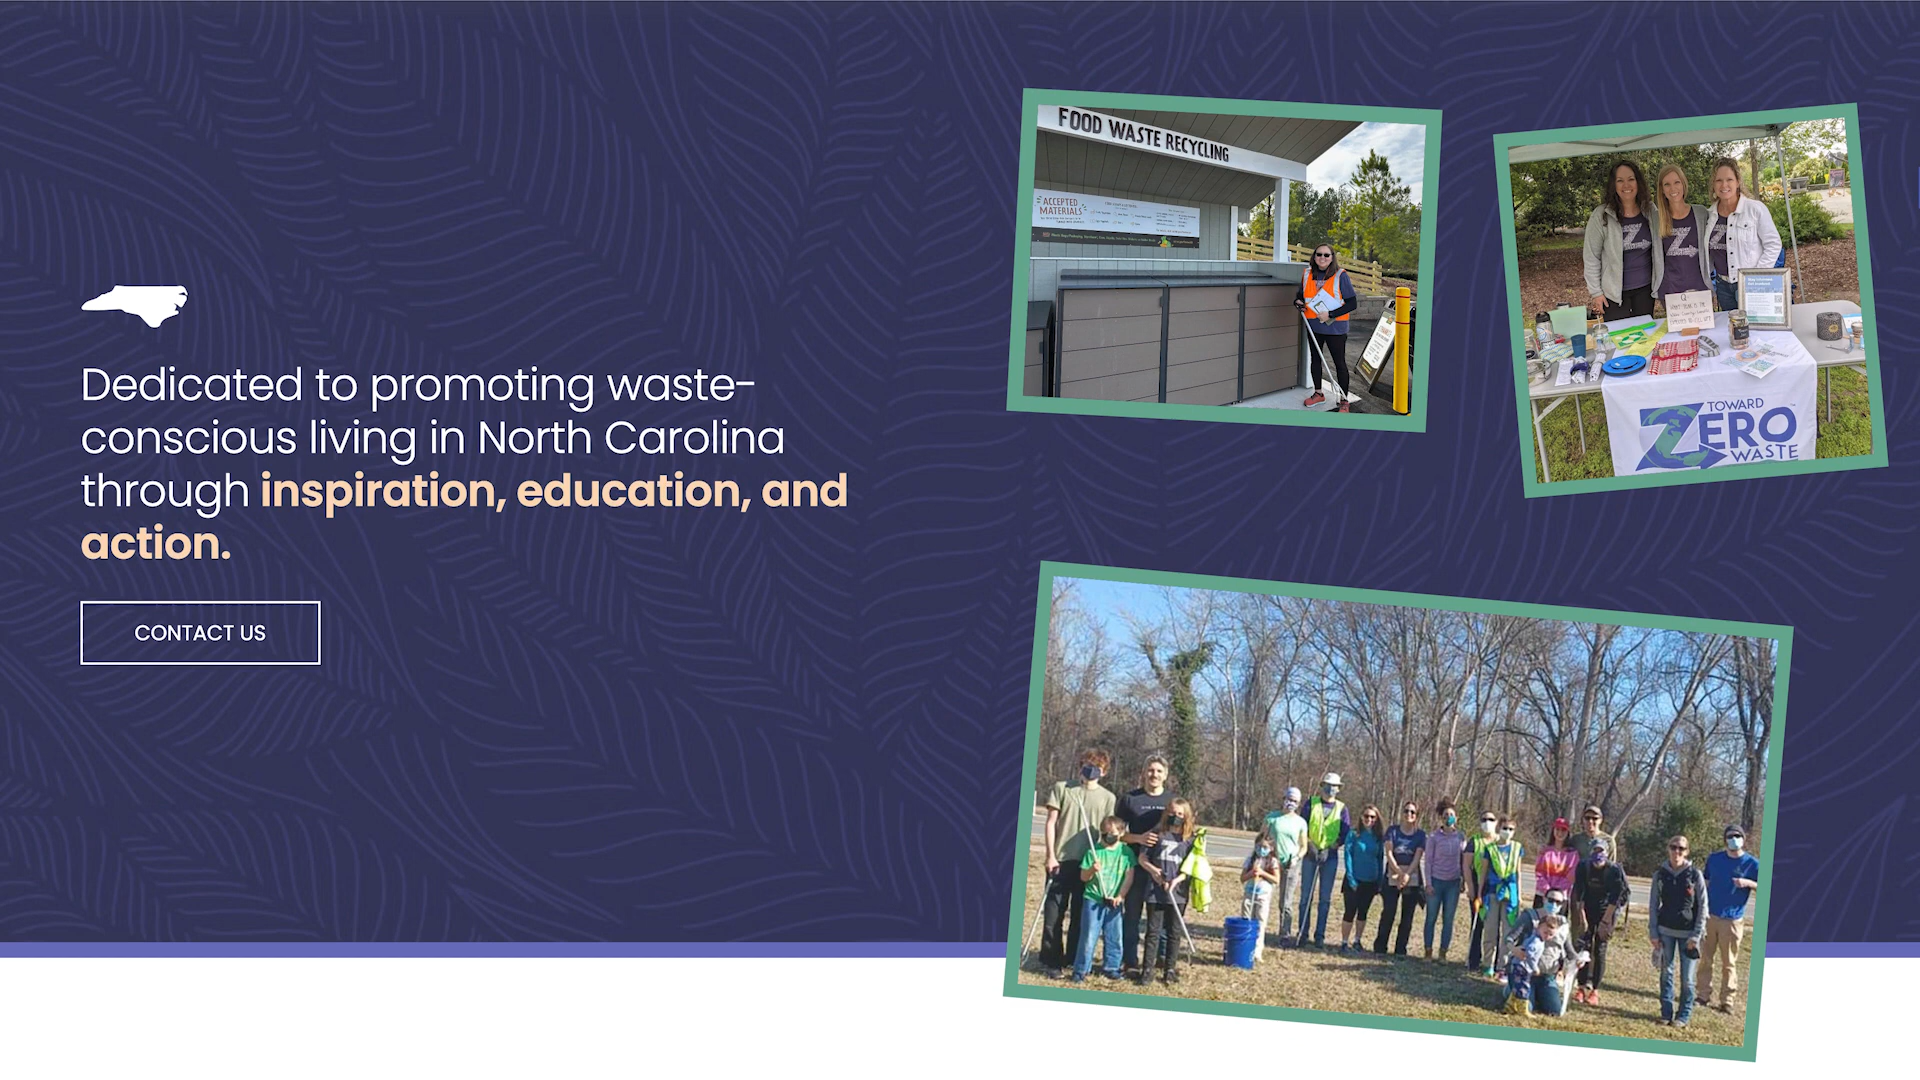 Dedicated to promoting waste-
conscious living in North Carolina
through inspiration, education, and
action.
CONTACT US
FOOD WASTE RECYCLING
ACCEPTED
MATERIALS
TOWARD
ZERO
WASTE